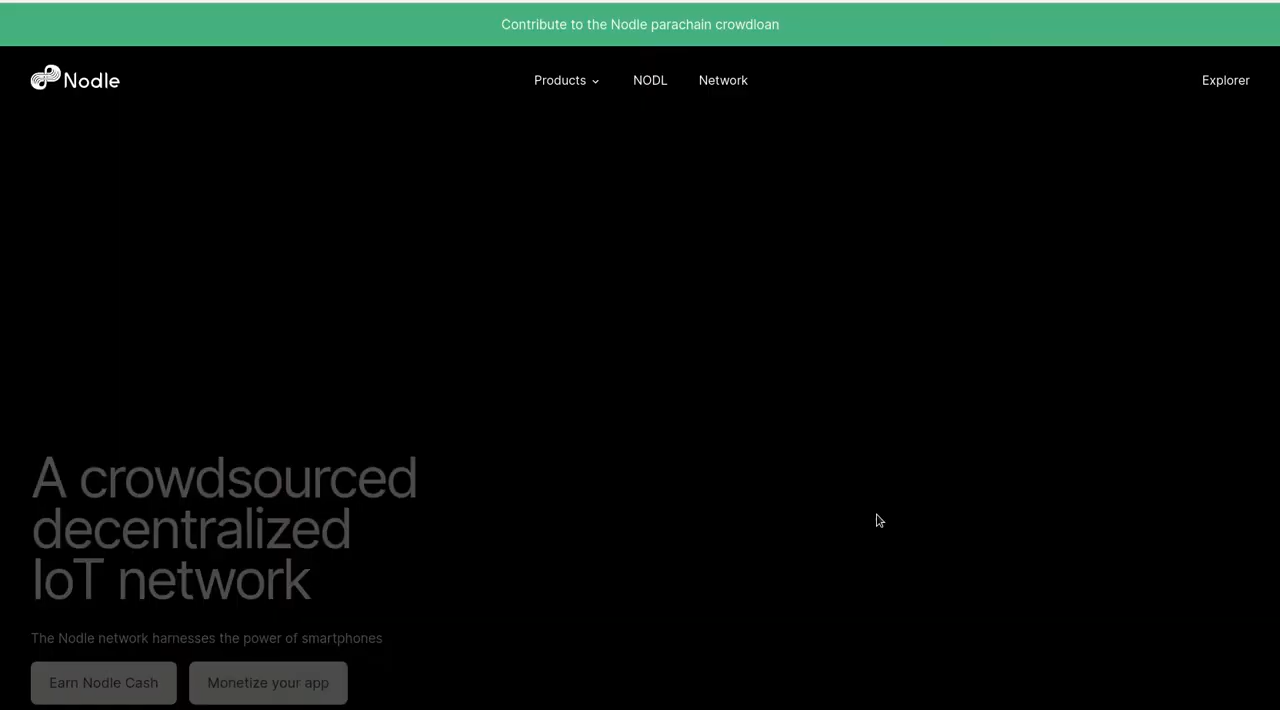 Contribute to the Nodle parachain crowdloan
Nodle
Products
NODL
Network
Explorer
A crowdsourced
decentralized
IoT network
The Nodle network harnesses the power of smartphones
Earn Nodle Cash
Monetize your app